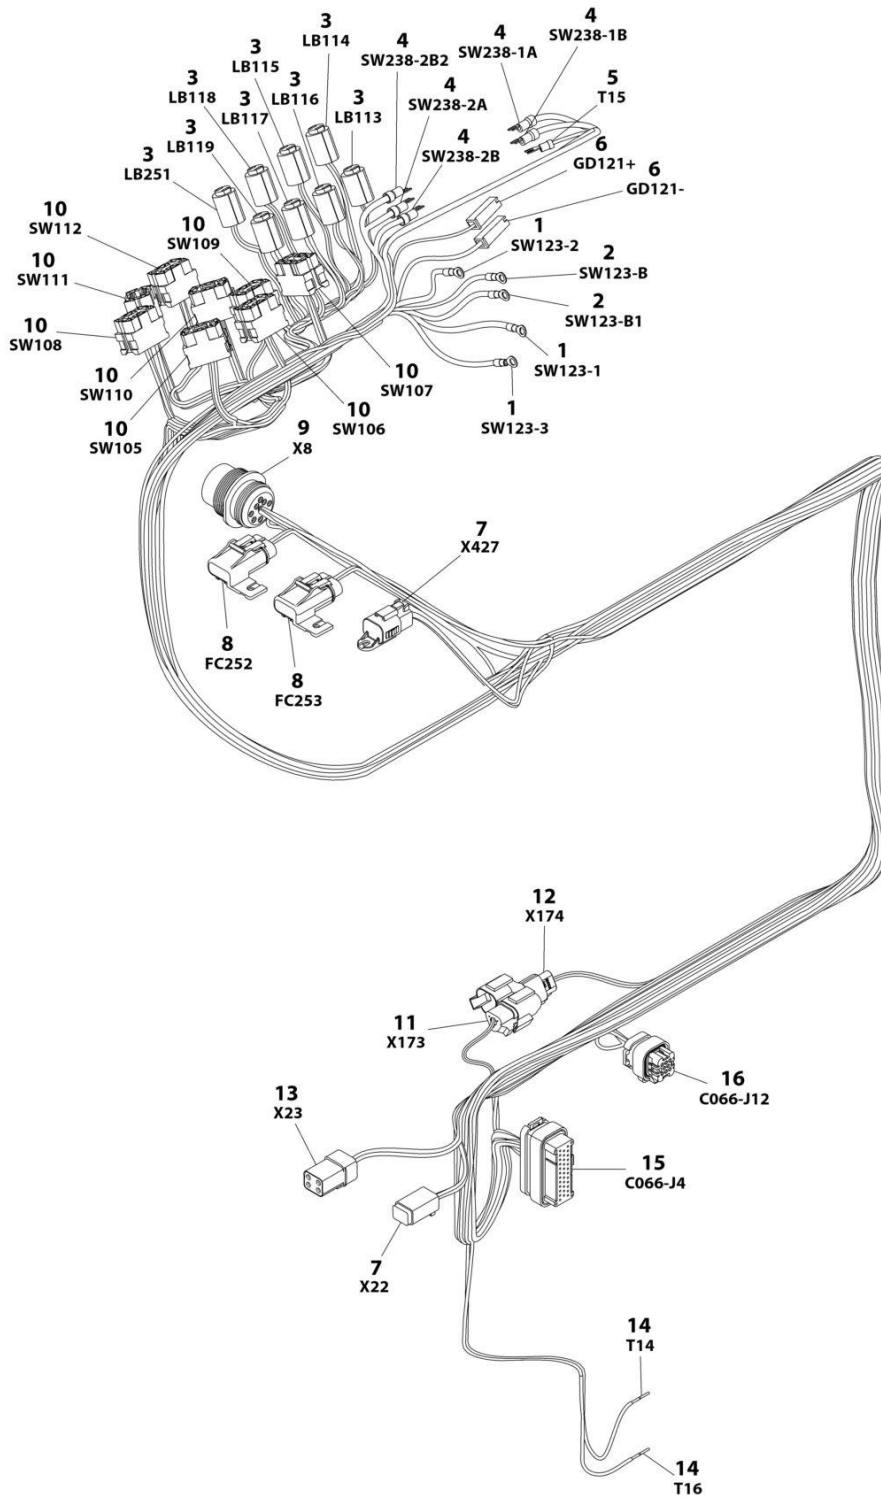 3
LB114
4
SW238-2B2
4
SW238-1A
4
SW238-1B
3
LB115
5
T15
3
LB118
3
LB116
3
LB113
4
SW238-2A
3
LB117
3
LB119
4
SW238-2B
6
GD121+
3
LB251
6
GD121-
10
SW112
10
SW109
1
SW123-2
10
SW111
2
SW123-B
2
SW123-B1
10
SW108
1
SW123-1
10
SW110
10
SW107
10
SW105
10
SW106
1
SW123-3
9
X8
7
X427
8
FC252
8
FC253
12
X174
11
X173
16
C066-J12
13
X23
15
C066-J4
7
X22
14
T14
14
T16